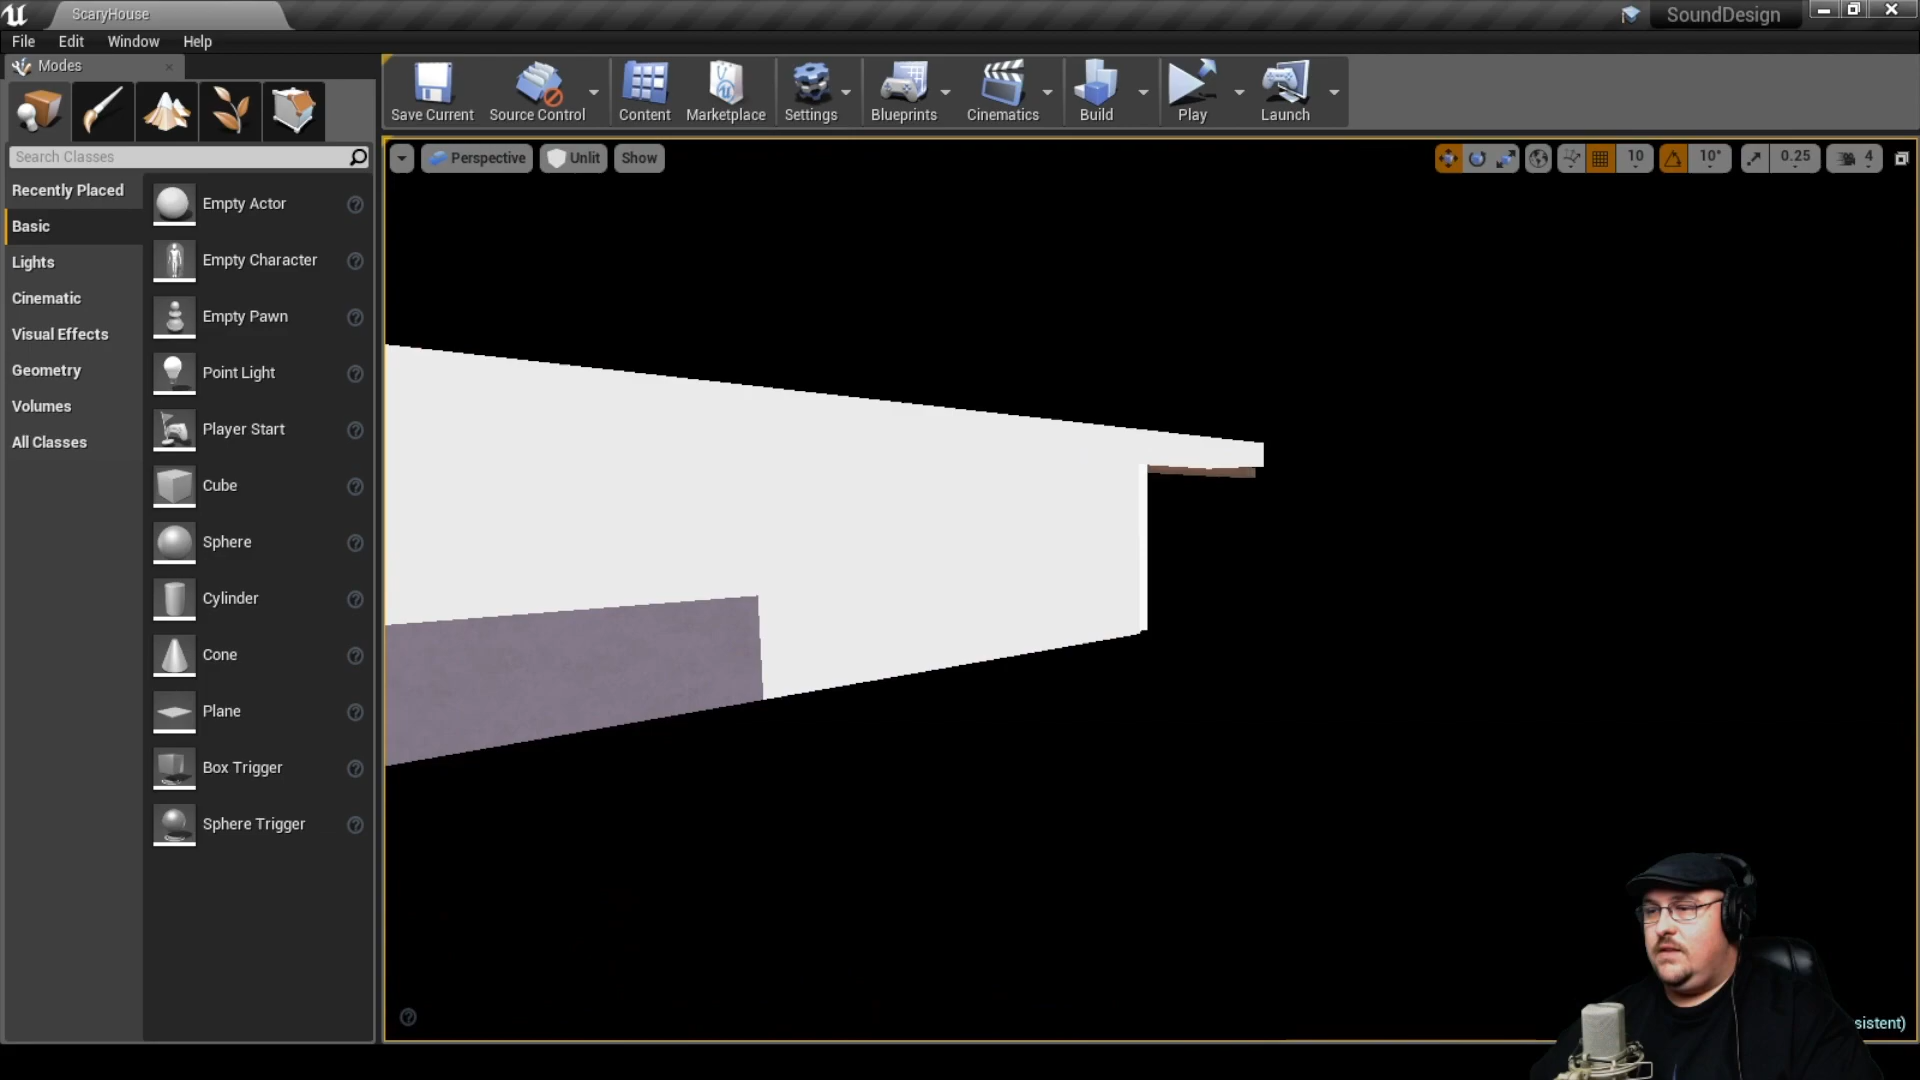 ScaryHouse
SoundDesign
File Edit Window Help
Modes
Save Current
Source Control
Content
Marketplace
Settings
Blueprints
Cinematics
Build
Play
Launch
Search Classes
Perspective
Unlit
Show
10
10°
0.25
4
Recently Placed
Basic
Lights
Cinematic
Visual Effects
Geometry
Volumes
All Classes
Empty Actor
Empty Character
Empty Pawn
Point Light
Player Start
Cube
Sphere
Cylinder
Cone
Plane
Box Trigger
Sphere Trigger
sistent)